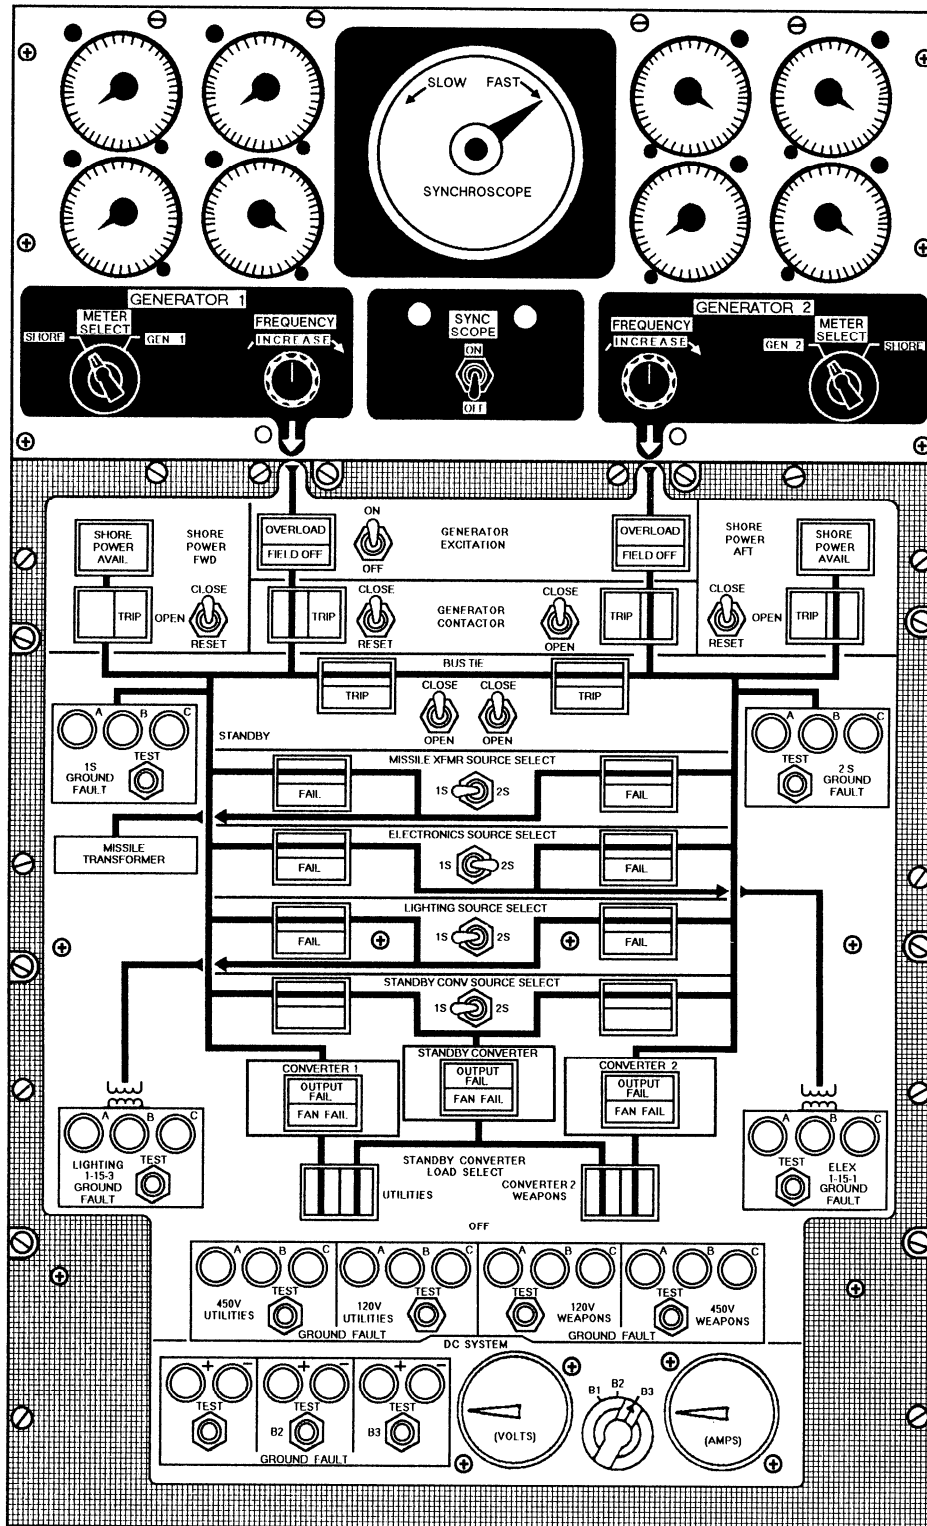 SLOW FAST
SYNCHROSCOPE
GENERATOR 1
METER
SELECT
SHORE
GEN 1
FREQUENCY
INCREASE
SYNC
SCOPE
ON
OFF
GENERATOR 2
FREQUENCY
INCREASE
METER
SELECT
GEN 2
SHORE
SHORE
POWER
AVAIL
SHORE
POWER
FWD
OVERLOAD
FIELD OFF
ON
OFF
GENERATOR
EXCITATION
OVERLOAD
FIELD OFF
SHORE
POWER
AFT
SHORE
POWER
AVAIL
TRIP
OPEN
CLOSE
RESET
TRIP
CLOSE
RESET
GENERATOR
CONTACTOR
CLOSE
OPEN
TRIP
CLOSE
RESET
OPEN
TRIP
BUS TIE
TRIP
CLOSE
OPEN
CLOSE
OPEN
TRIP
A B C
TEST
1S
GROUND
FAULT
STANDBY
A B C
TEST
2 S
GROUND
FAULT
MISSILE XFMR SOURCE SELECT
FAIL
1S 2S
FAIL
MISSILE
TRANSFORMER
ELECTRONICS SOURCE SELECT
FAIL
1S 2S
FAIL
LIGHTING SOURCE SELECT
FAIL
1S 2S
FAIL
STANDBY CONV SOURCE SELECT
1S 2S
STANDBY CONVERTER
OUTPUT
FAIL
FAN FAIL
CONVERTER 1
OUTPUT
FAIL
FAN FAIL
CONVERTER 2
OUTPUT
FAIL
FAN FAIL
A B C
LIGHTING
1-15-3
GROUND
FAULT
TEST
STANDBY CONVERTER
LOAD SELECT
UTILITIES
CONVERTER 2
WEAPONS
A B C
TEST
ELEX
1-15-1
GROUND
FAULT
OFF
A B C
450V
UTILITIES
TEST
A B C
120V
UTILITIES
TEST
GROUND FAULT
A B C
TEST
120V
WEAPONS
A B C
TEST
450V
WEAPONS
GROUND FAULT
DC SYSTEM
+ −
TEST
+ −
TEST
B2
+ −
TEST
B3
GROUND FAULT
(VOLTS)
B1 B2 B3
(AMPS)